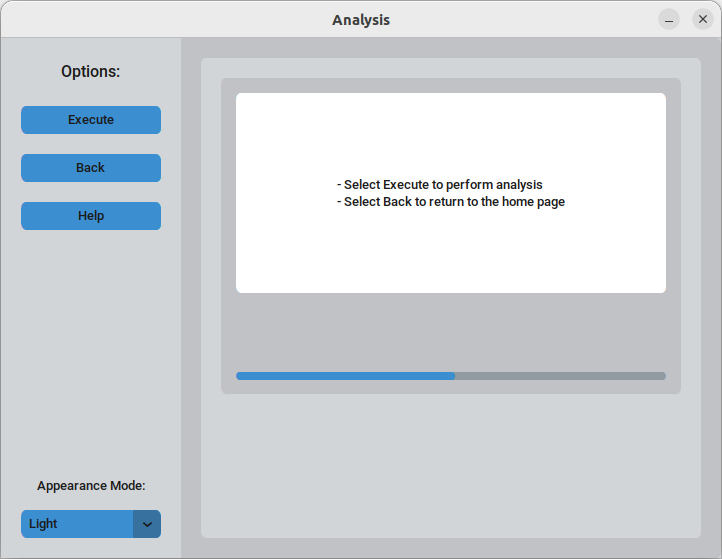 Analysis
Options:
Execute
Back
Help
- Select Execute to perform analysis
- Select Back to return to the home page
Appearance Mode:
Light